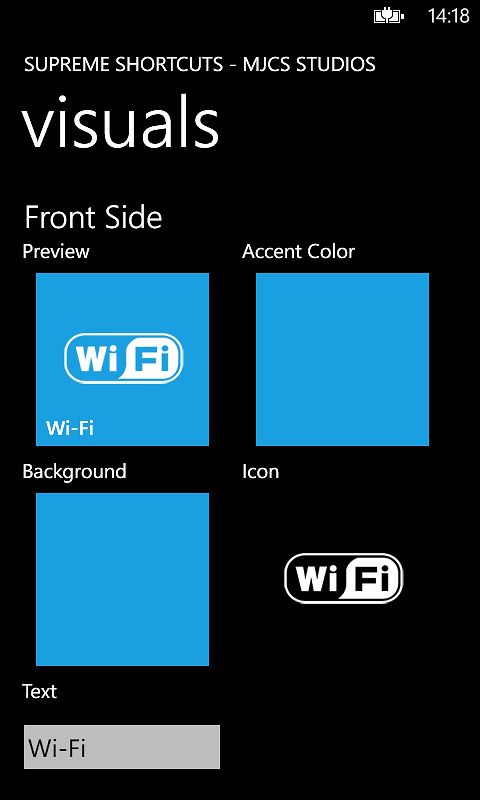 14:18
SUPREME SHORTCUTS - MJCS STUDIOS
visuals
Front Side
Preview
Accent Color
Wi Fi
Wi-Fi
Background
Icon
Wi Fi
Text
Wi-Fi